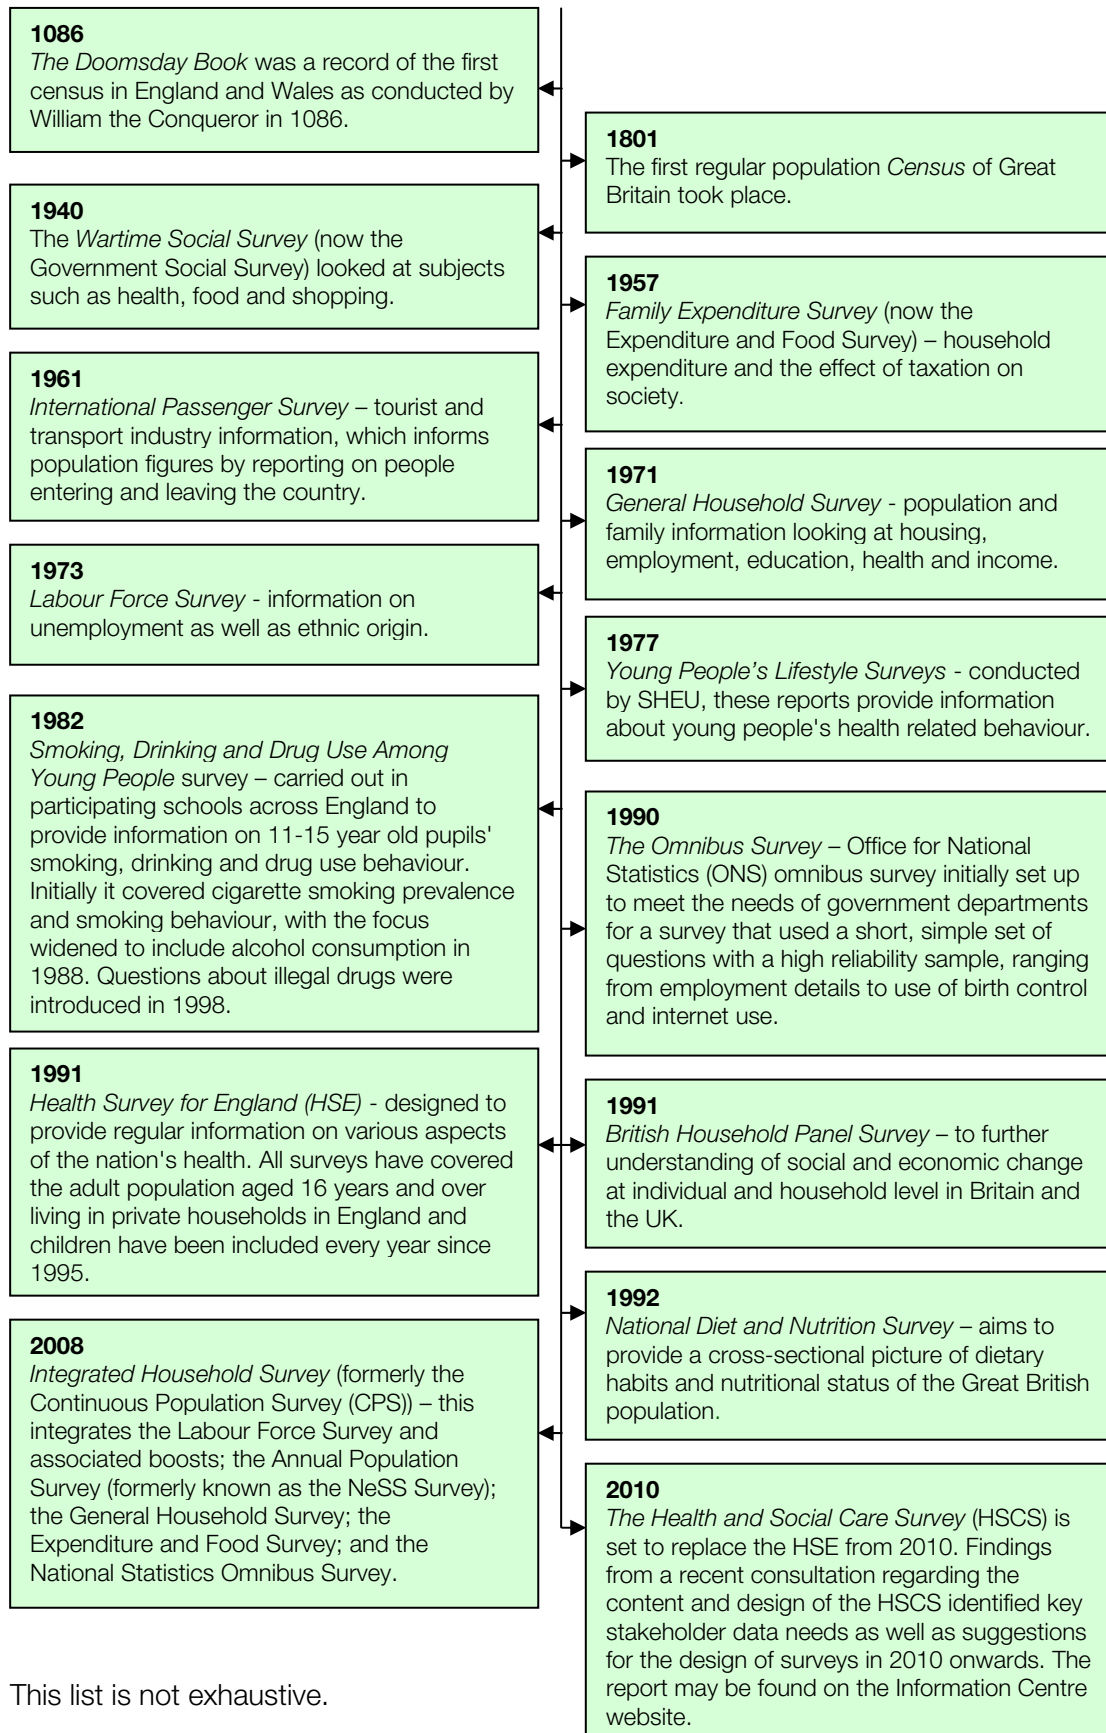 1086
The Doomsday Book was a record of the first
census in England and Wales as conducted by
William the Conqueror in 1086.
1801
The first regular population Census of Great
Britain took place.
1940
The Wartime Social Survey (now the
Government Social Survey) looked at subjects
such as health, food and shopping.
1957
Family Expenditure Survey (now the
Expenditure and Food Survey) – household
expenditure and the effect of taxation on
society.
1961
International Passenger Survey – tourist and
transport industry information, which informs
population figures by reporting on people
entering and leaving the country.
1971
General Household Survey - population and
family information looking at housing,
employment, education, health and income.
1973
Labour Force Survey - information on
unemployment as well as ethnic origin.
1977
Young People's Lifestyle Surveys - conducted
by SHEU, these reports provide information
about young people's health related behaviour.
1982
Smoking, Drinking and Drug Use Among
Young People survey – carried out in
participating schools across England to
provide information on 11-15 year old pupils'
smoking, drinking and drug use behaviour.
Initially it covered cigarette smoking prevalence
and smoking behaviour, with the focus
widened to include alcohol consumption in
1988. Questions about illegal drugs were
introduced in 1998.
1990
The Omnibus Survey – Office for National
Statistics (ONS) omnibus survey initially set up
to meet the needs of government departments
for a survey that used a short, simple set of
questions with a high reliability sample, ranging
from employment details to use of birth control
and internet use.
1991
Health Survey for England (HSE) - designed to
provide regular information on various aspects
of the nation's health. All surveys have covered
the adult population aged 16 years and over
living in private households in England and
children have been included every year since
1995.
1991
British Household Panel Survey – to further
understanding of social and economic change
at individual and household level in Britain and
the UK.
1992
National Diet and Nutrition Survey – aims to
provide a cross-sectional picture of dietary
habits and nutritional status of the Great British
population.
2008
Integrated Household Survey (formerly the
Continuous Population Survey (CPS)) – this
integrates the Labour Force Survey and
associated boosts; the Annual Population
Survey (formerly known as the NeSS Survey);
the General Household Survey; the
Expenditure and Food Survey; and the
National Statistics Omnibus Survey.
2010
The Health and Social Care Survey (HSCS) is
set to replace the HSE from 2010. Findings
from a recent consultation regarding the
content and design of the HSCS identified key
stakeholder data needs as well as suggestions
for the design of surveys in 2010 onwards. The
report may be found on the Information Centre
website.
This list is not exhaustive.